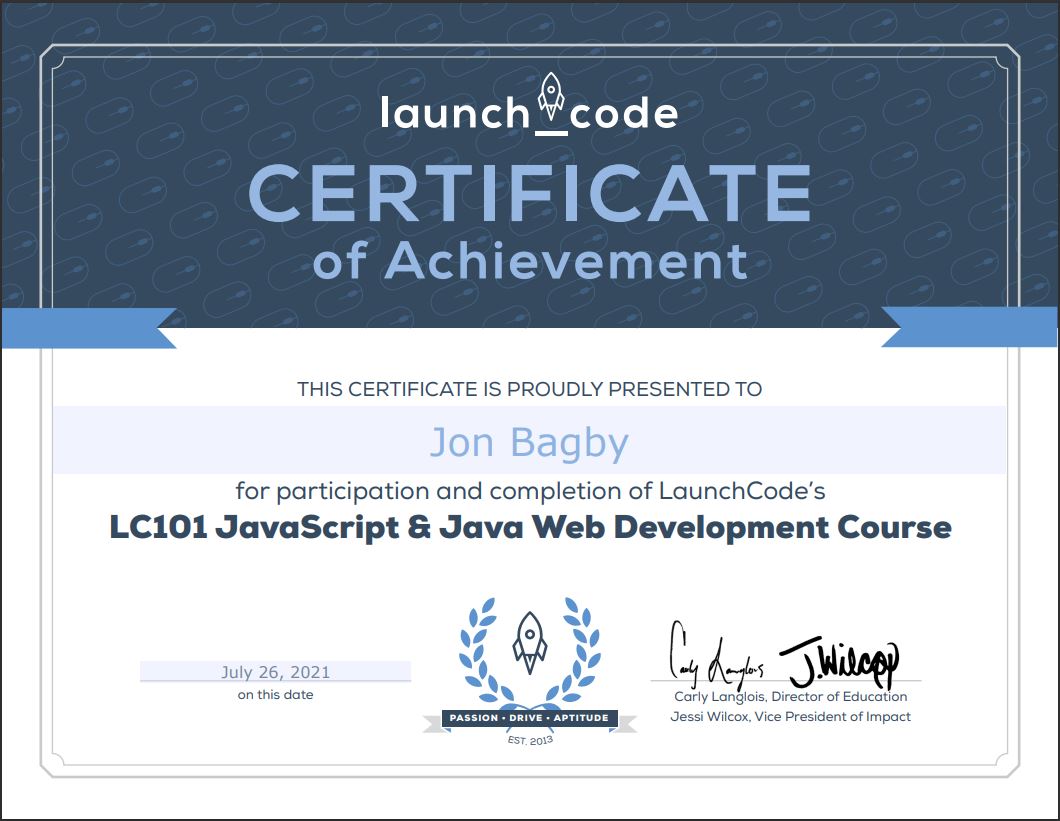 launch_code
CERTIFICATE
of Achievement
THIS CERTIFICATE IS PROUDLY PRESENTED TO
Jon Bagby
for participation and completion of LaunchCode’s
LC101 JavaScript & Java Web Development Course
July 26, 2021
on this date
PASSION • DRIVE • APTITUDE
EST. 2013
Carly Langlois J. Wilcox
Carly Langlois, Director of Education
Jessi Wilcox, Vice President of Impact